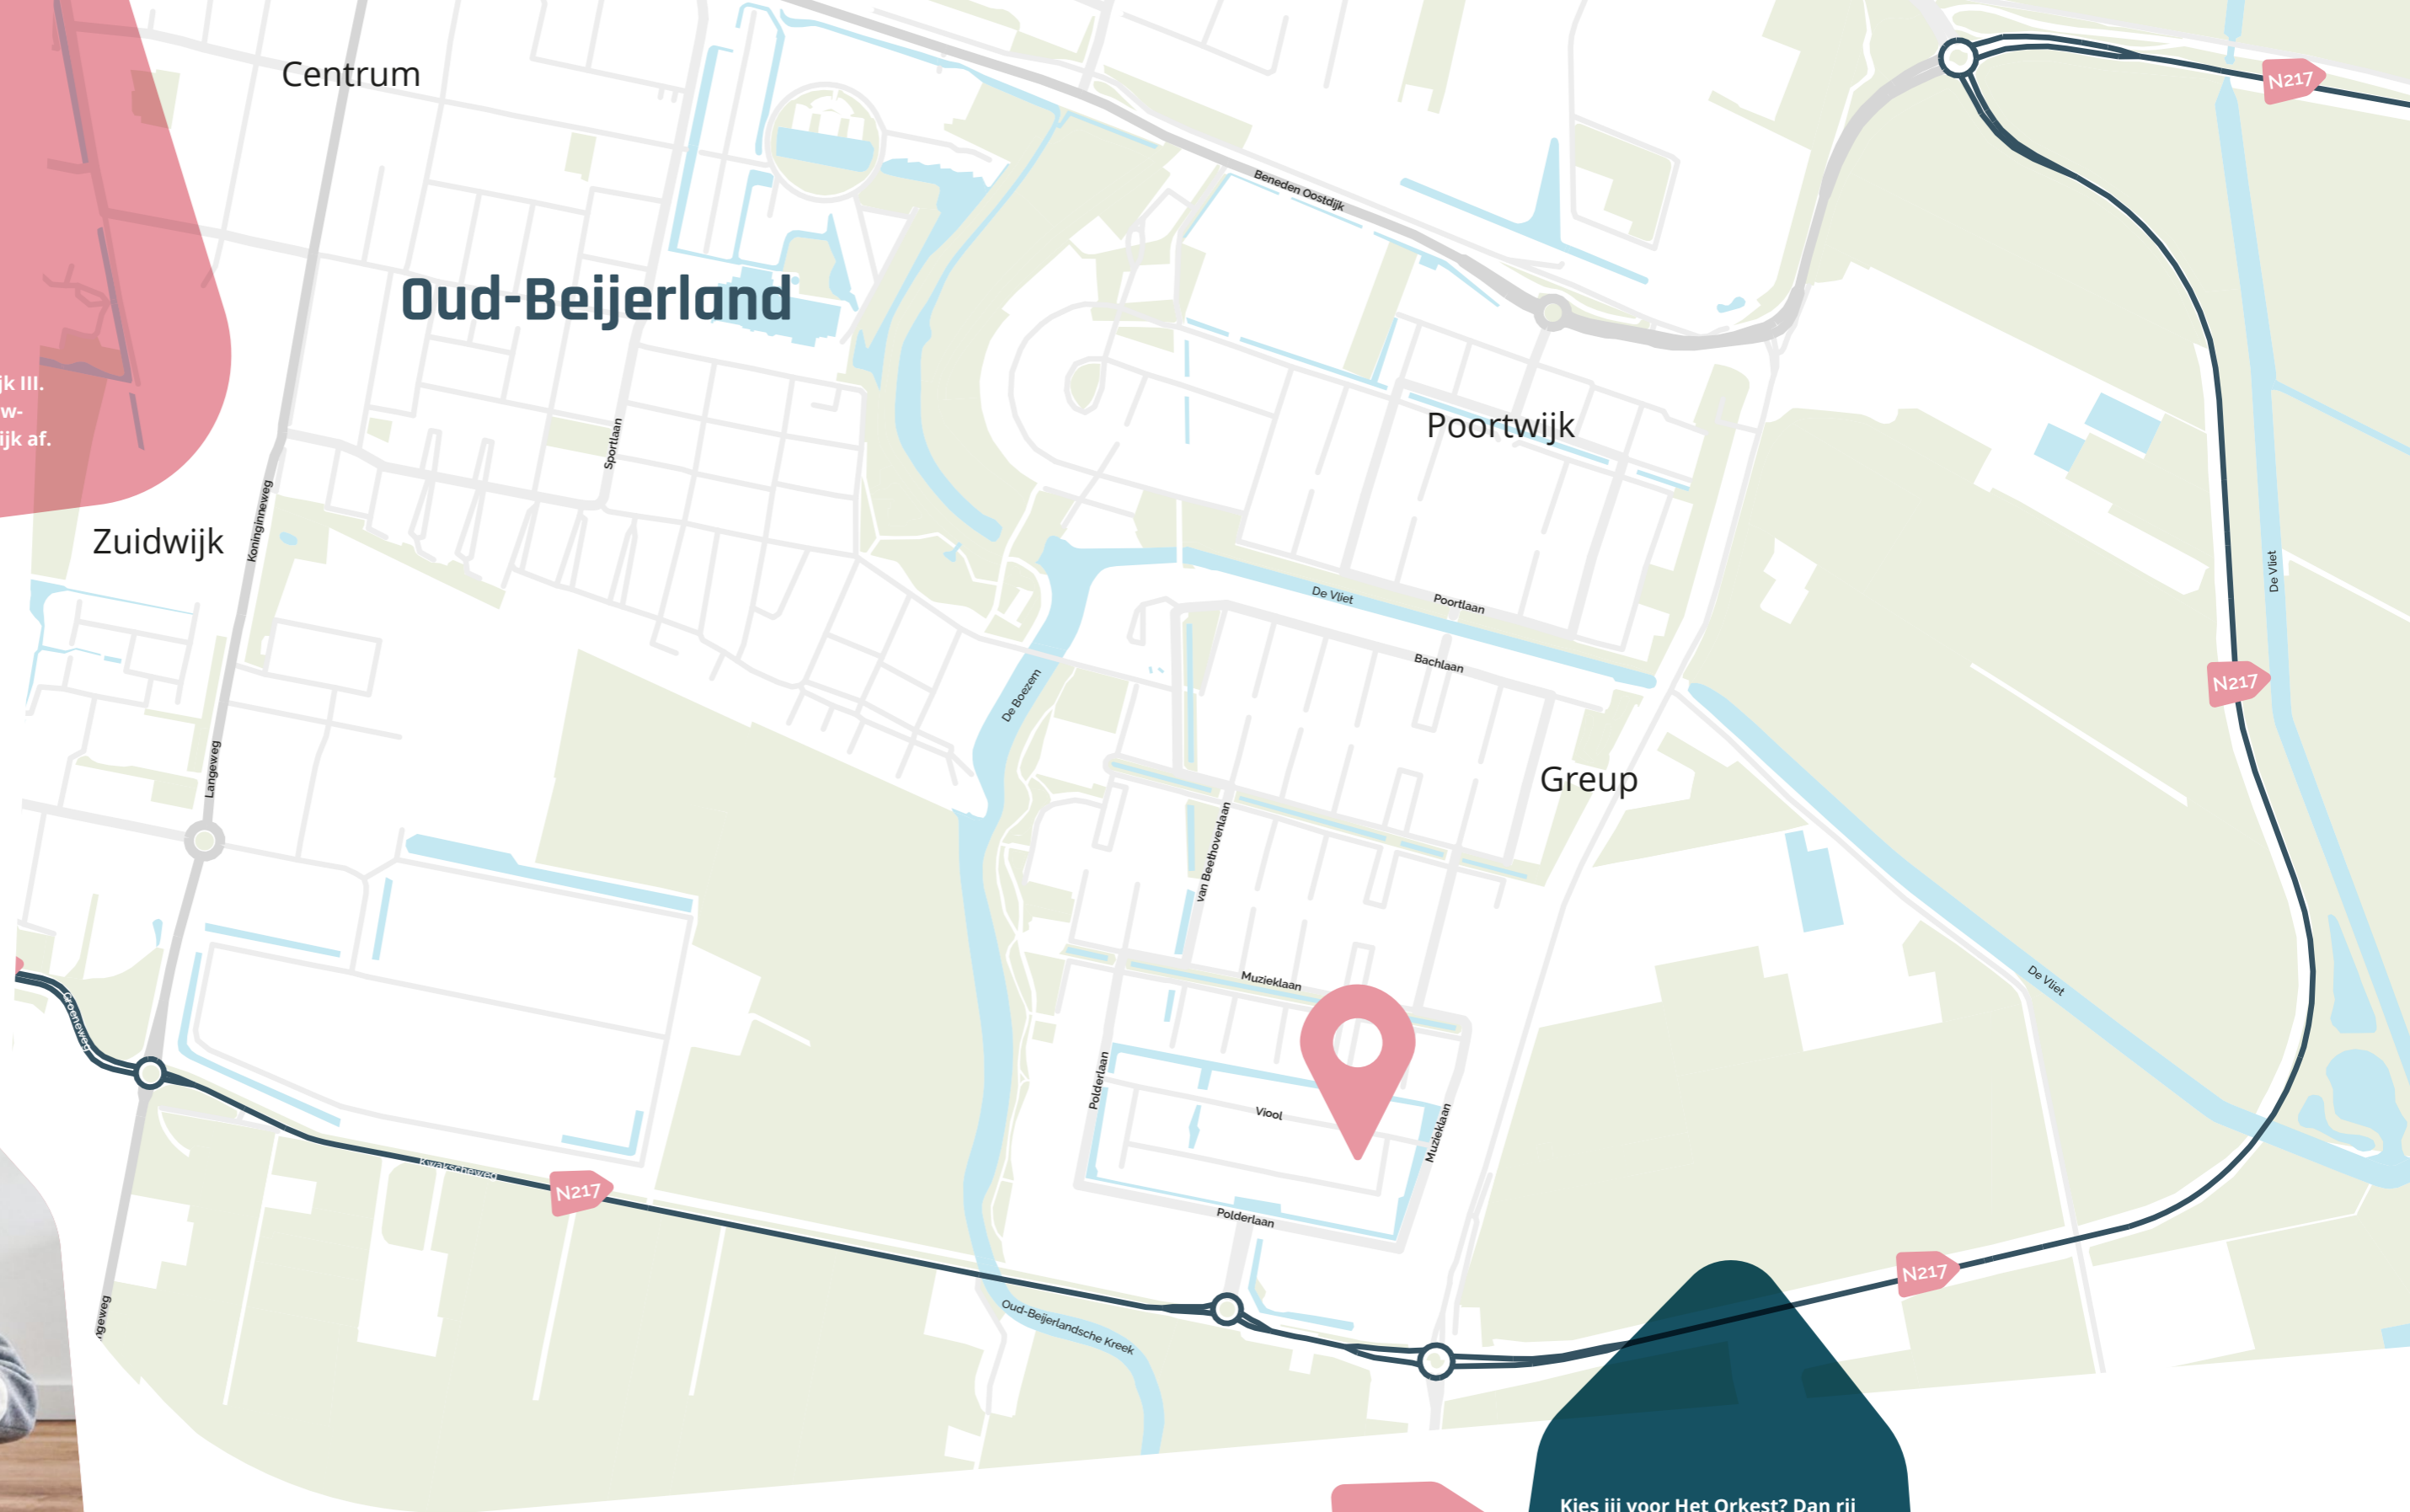 Centrum
N217
Beneden Oostdijk
Oud-Beijerland
jk III.
w-
ijk af.
Poortwijk
Sportlaan
Koninginneweg
Zuidwijk
De Vliet
De Vliet
Poortlaan
Bachlaan
De Boezem
N217
Langeweg
Greup
van Beethovenlaan
Muzieklaan
De Vliet
Groeneweg
Polderlaan
Viool
Muzieklaan
Kwakscheweg
N217
Polderlaan
N217
ngeweg
Oud-Beijerlandsche Kreek
Kies jij voor Het Orkest? Dan rij